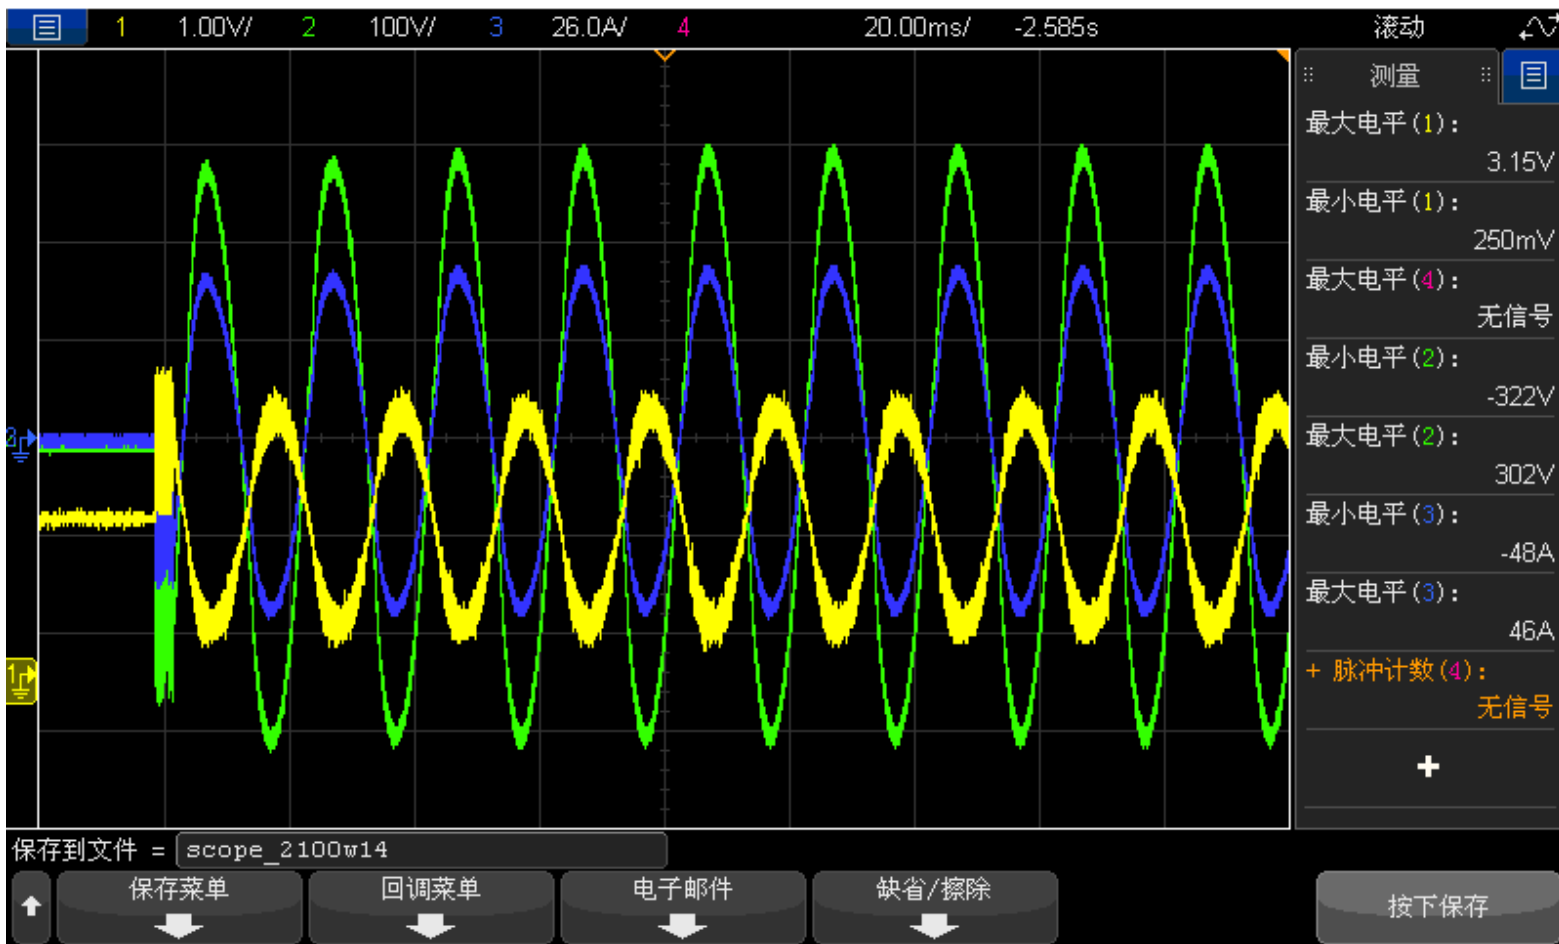 1 1.00V/ 2 100V/ 3 26.0A/ 4 20.00ms/ -2.585s 滚动
测量
最大电平(1):
3.15V
最小电平(1):
250mV
最大电平(4):
无信号
最小电平(2):
-322V
最大电平(2):
302V
最小电平(3):
-48A
最大电平(3):
46A
+ 脉冲计数(4):
无信号
+
2
1
保存到文件 = scope_2100w14
保存菜单 回调菜单 电子邮件 缺省/擦除 按下保存